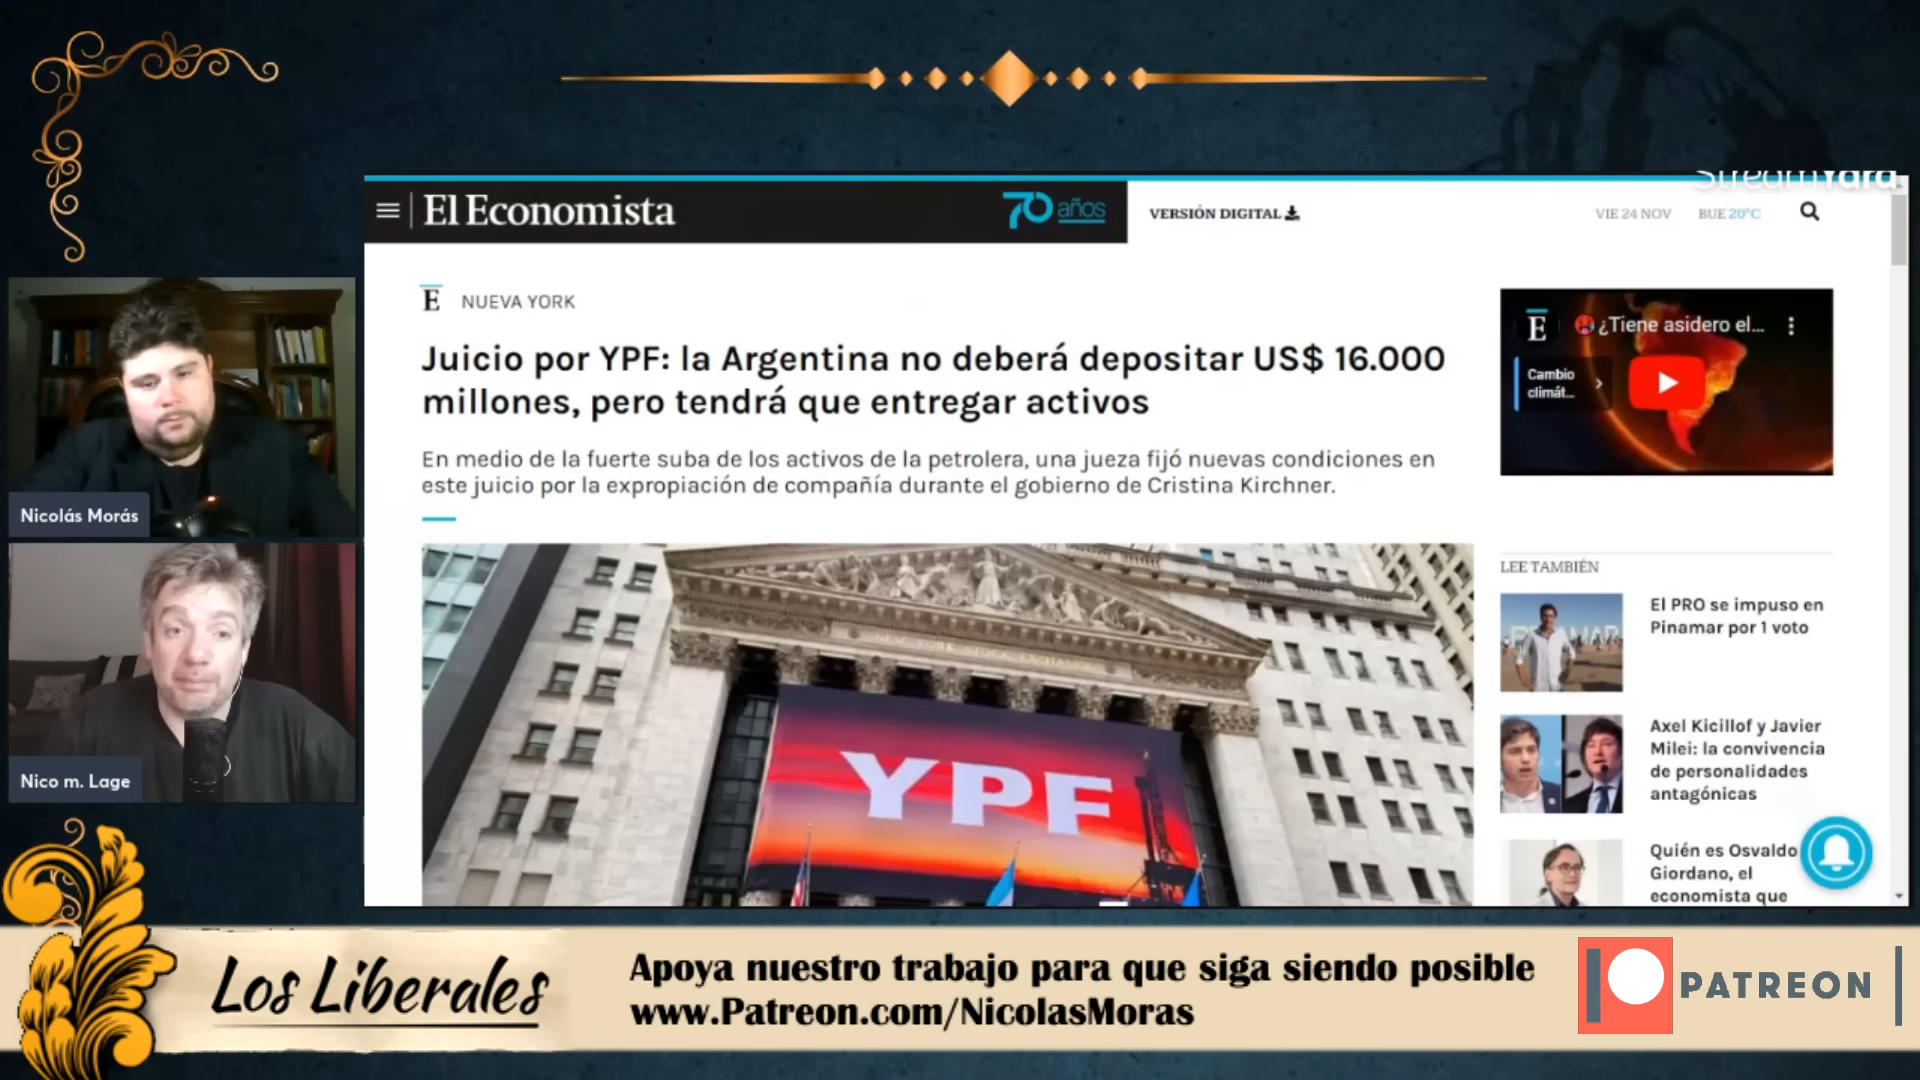 StreamYard
El Economista
70 años
VERSIÓN DIGITAL
VIE 24 NOV
BUE 20°C
E NUEVA YORK
Juicio por YPF: la Argentina no deberá depositar US$ 16.000
millones, pero tendrá que entregar activos
En medio de la fuerte suba de los activos de la petrolera, una jueza fijó nuevas condiciones en
este juicio por la expropiación de compañía durante el gobierno de Cristina Kirchner.
NEW YORK STOCK EXCHANGE
YPF
E
¿Tiene asidero el...
Cambio
climát...
LEE TAMBIÉN
El PRO se impuso en
Pinamar por 1 voto
Axel Kicillof y Javier
Milei: la convivencia
de personalidades
antagónicas
Quién es Osvaldo
Giordano, el
economista que
Nicolás Morás
Nico m. Lage
Los Liberales
Apoya nuestro trabajo para que siga siendo posible
www.Patreon.com/NicolasMoras
PATREON